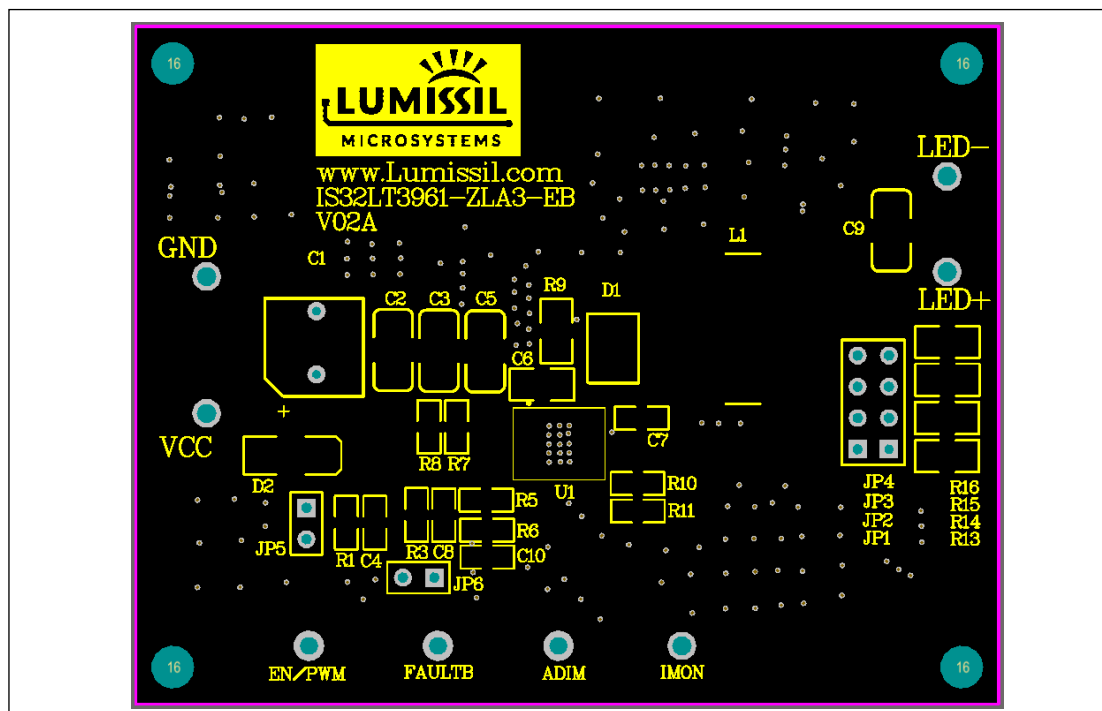 16
16
LUMISSIL
MICROSYSTEMS
www.Lumissil.com
IS32LT3961-ZLA3-EB
V02A
LED-
GND
C1
L1
C9
LED+
C2
C3
C5
R9
D1
C6
+
VCC
R8
R7
C7
D2
U1
R10
R11
JP4
JP3
JP2
JP1
R16
R15
R14
R13
JP5
R1
C4
R3
C8
R5
R6
C10
JP6
EN/PWM
FAULTB
ADIM
IMON
16
16